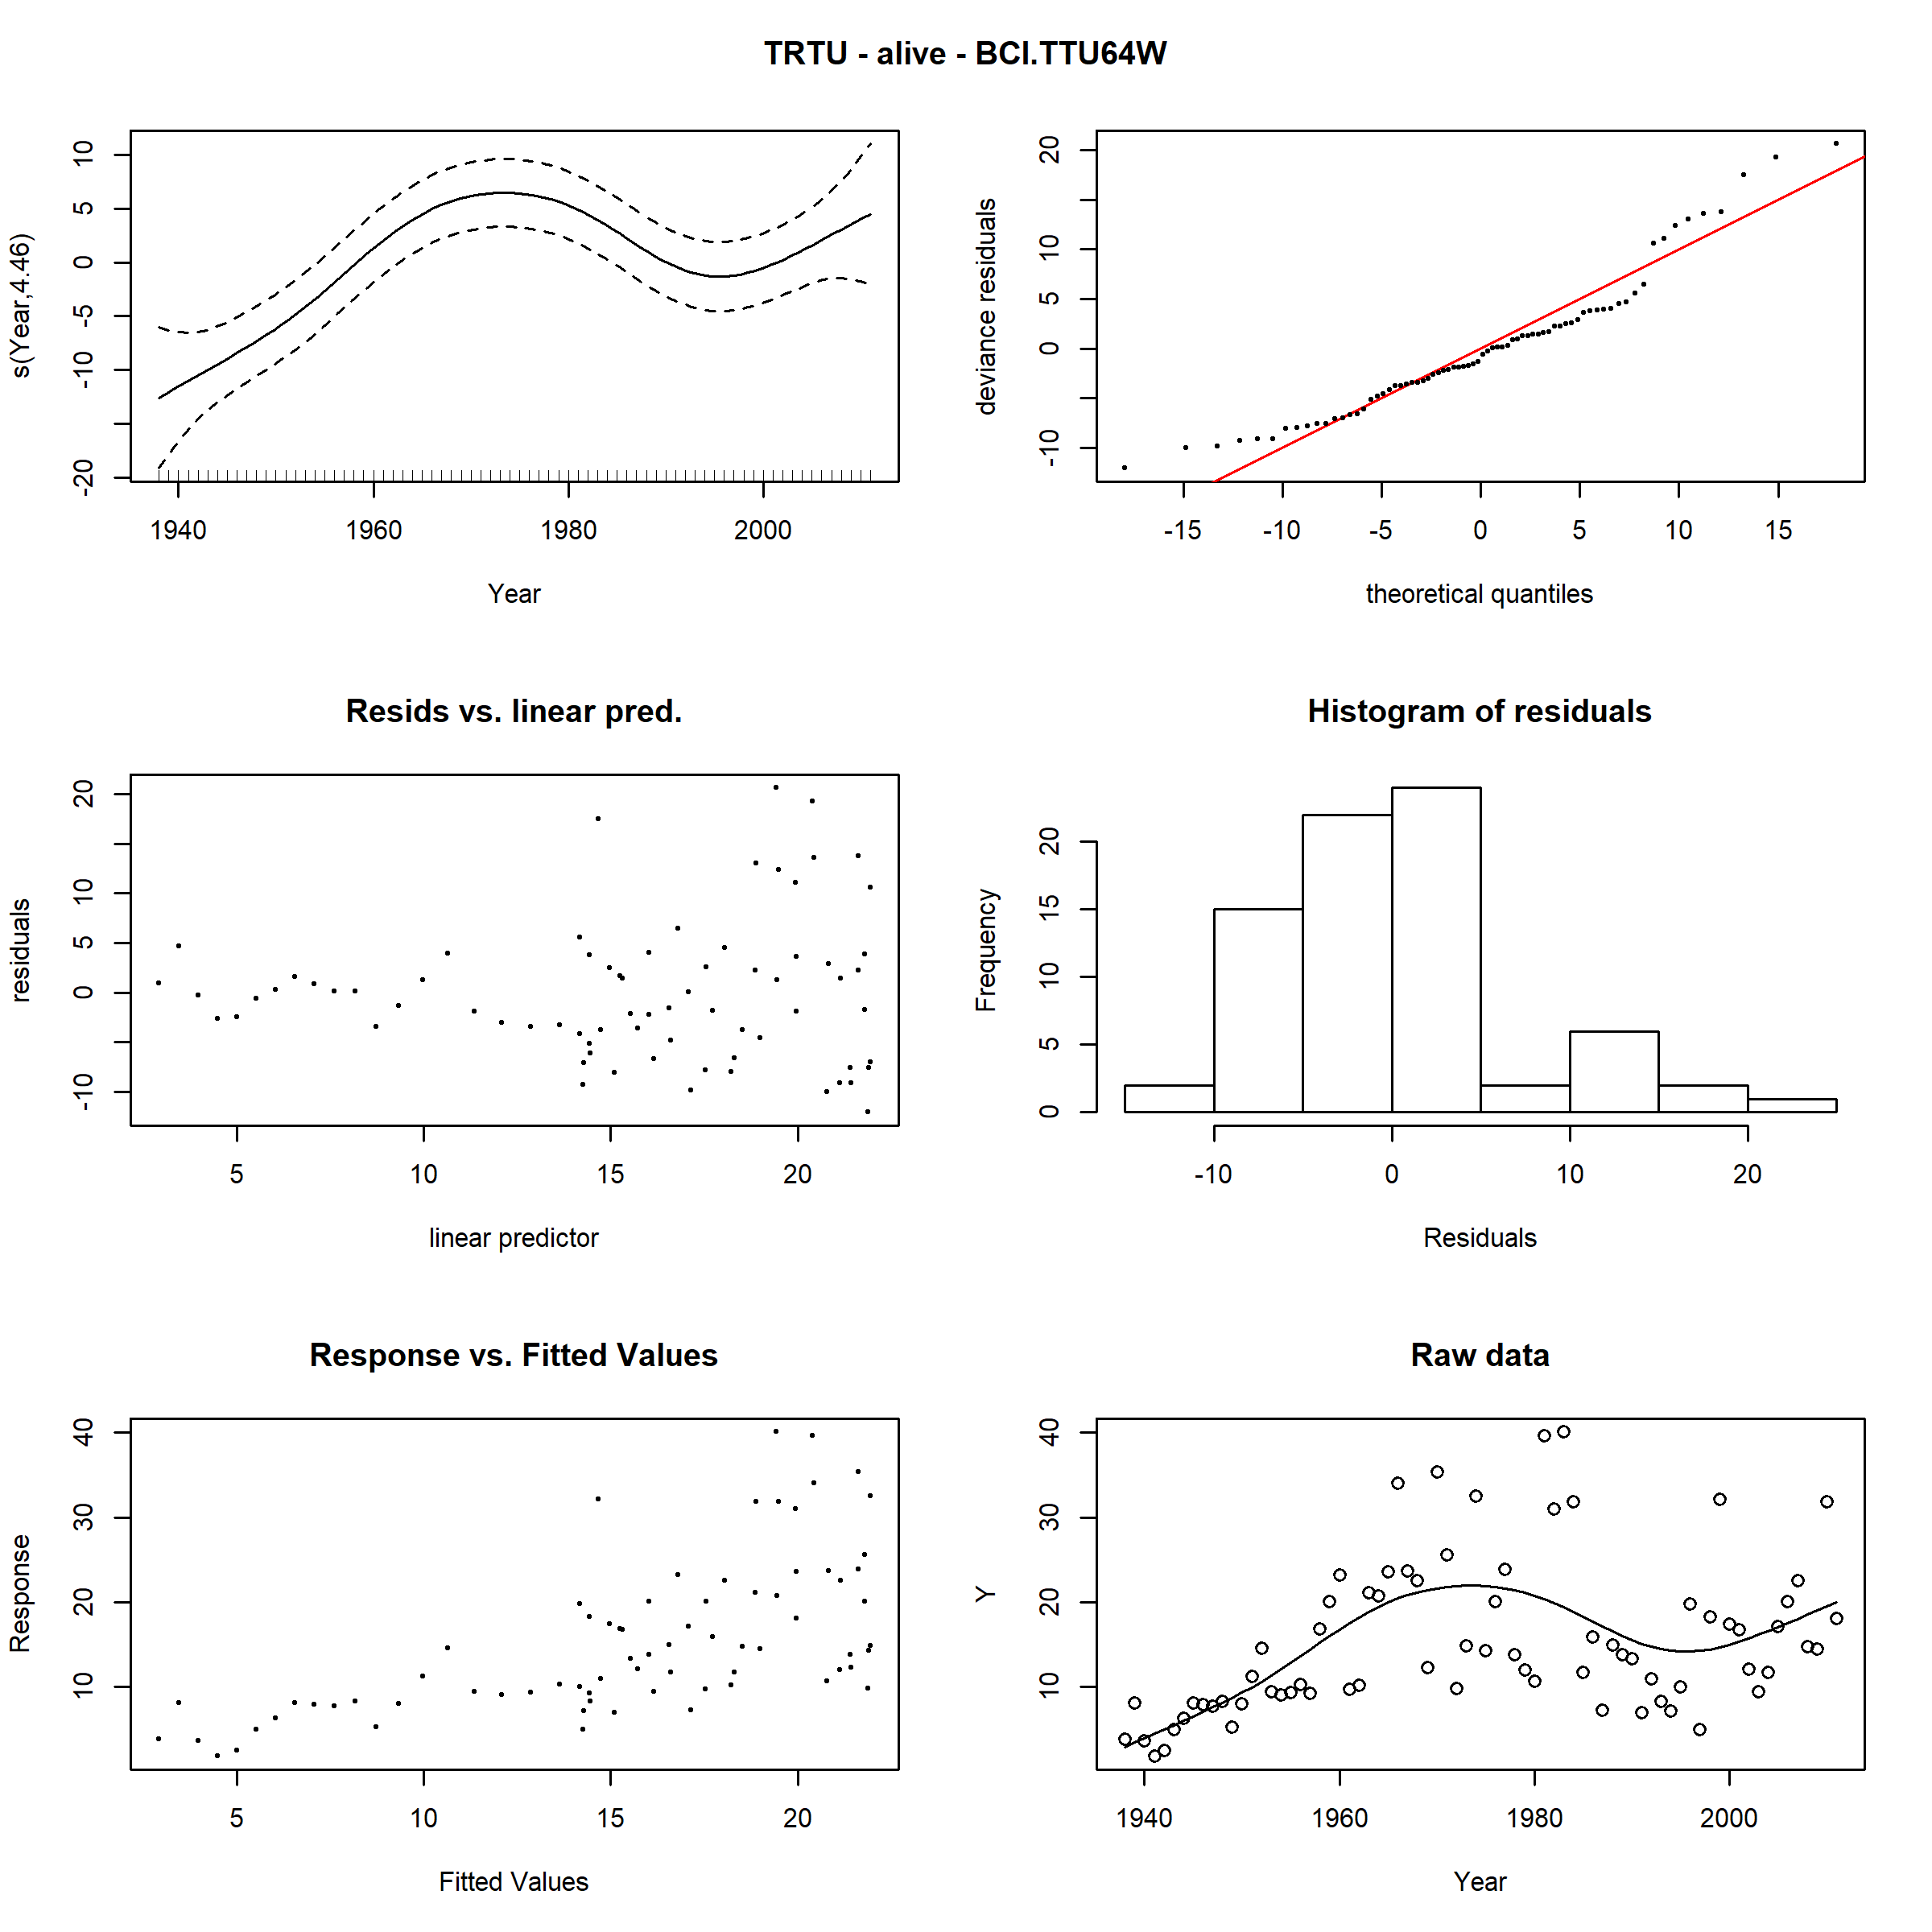 TRTU - alive - BCI.TTU64W
s(Year,4.46)
10
5
0
-5
-10
-20
1940 1960 1980 2000
Year
deviance residuals
20
10
5
0
-10
-15 -10 -5 0 5 10 15
theoretical quantiles
Resids vs. linear pred.
residuals
20
10
5
0
-10
5 10 15 20
linear predictor
Histogram of residuals
Frequency
20
15
10
5
0
-10 0 10 20
Residuals
Response vs. Fitted Values
Response
40
30
20
10
5 10 15 20
Fitted Values
Raw data
Y
40
30
20
10
1940 1960 1980 2000
Year